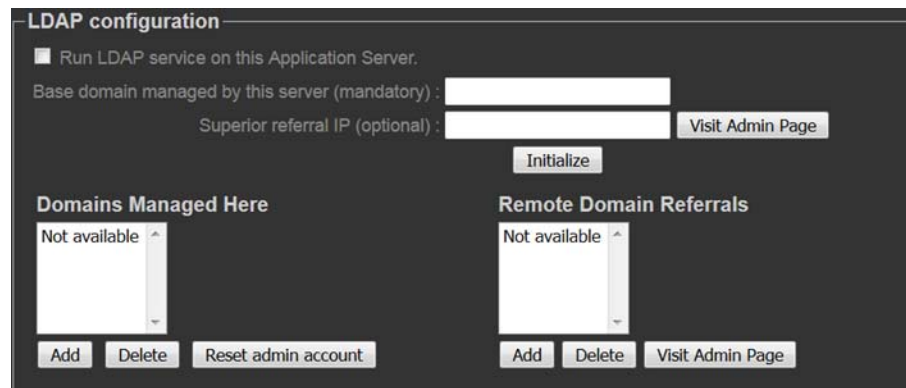 LDAP configuration
Run LDAP service on this Application Server.
Base domain managed by this server (mandatory) :
Superior referral IP (optional) : Visit Admin Page
Initialize
Domains Managed Here
Not available
Add Delete Reset admin account
Remote Domain Referrals
Not available
Add Delete Visit Admin Page